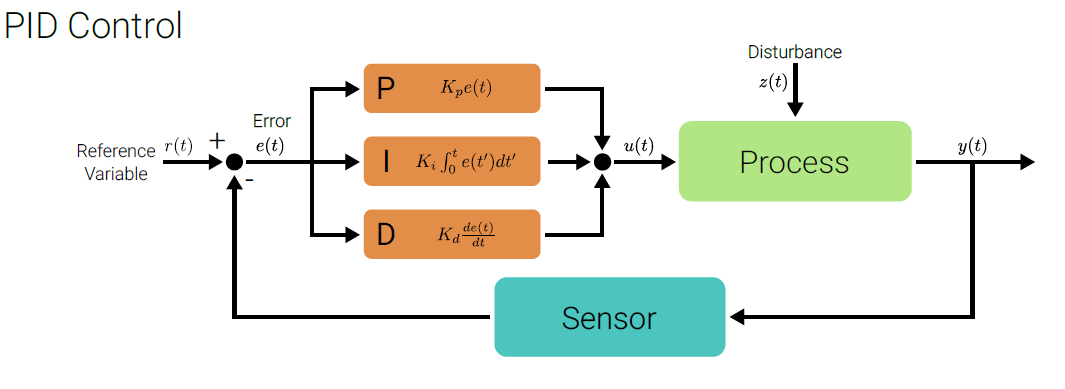 PID Control
Disturbance
z(t)
Error
e(t)
Reference
Variable
r(t)
+
-
P K_p e(t)
I K_i ∫_0^t e(t')dt'
D K_d de(t)/dt
u(t)
Process
y(t)
Sensor